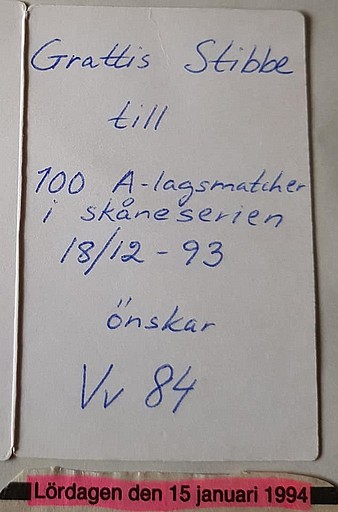 Grattis Stibbe
till
100 A-lagsmatcher
i skåneserien
18/12-93
önskar
Vv 84
Lördagen den 15 januari 1994